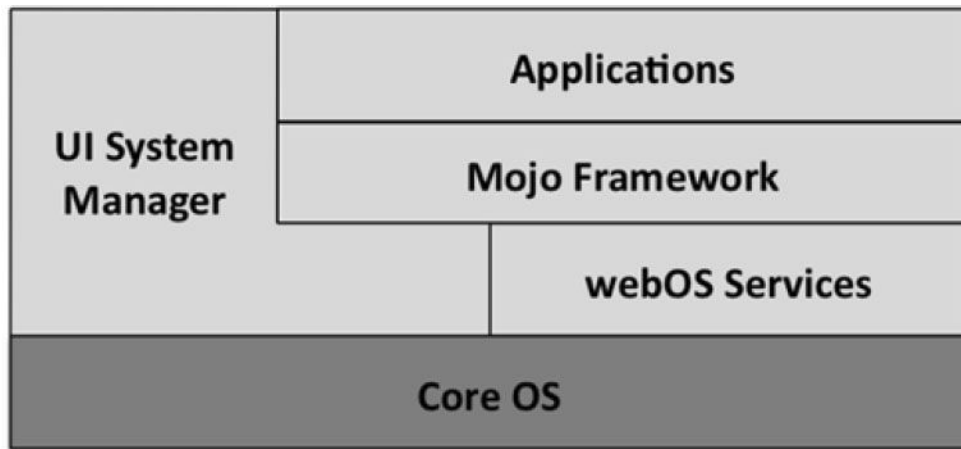 Applications
UI System
Manager
Mojo Framework
webOS Services
Core OS